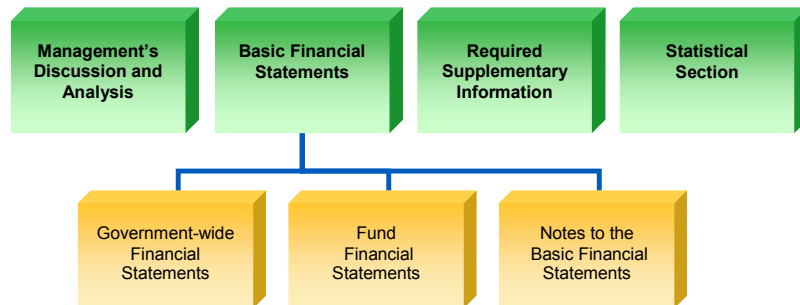 Management’s
Discussion and
Analysis
Basic Financial
Statements
Required
Supplementary
Information
Statistical
Section
Government-wide
Financial
Statements
Fund
Financial
Statements
Notes to the
Basic Financial
Statements